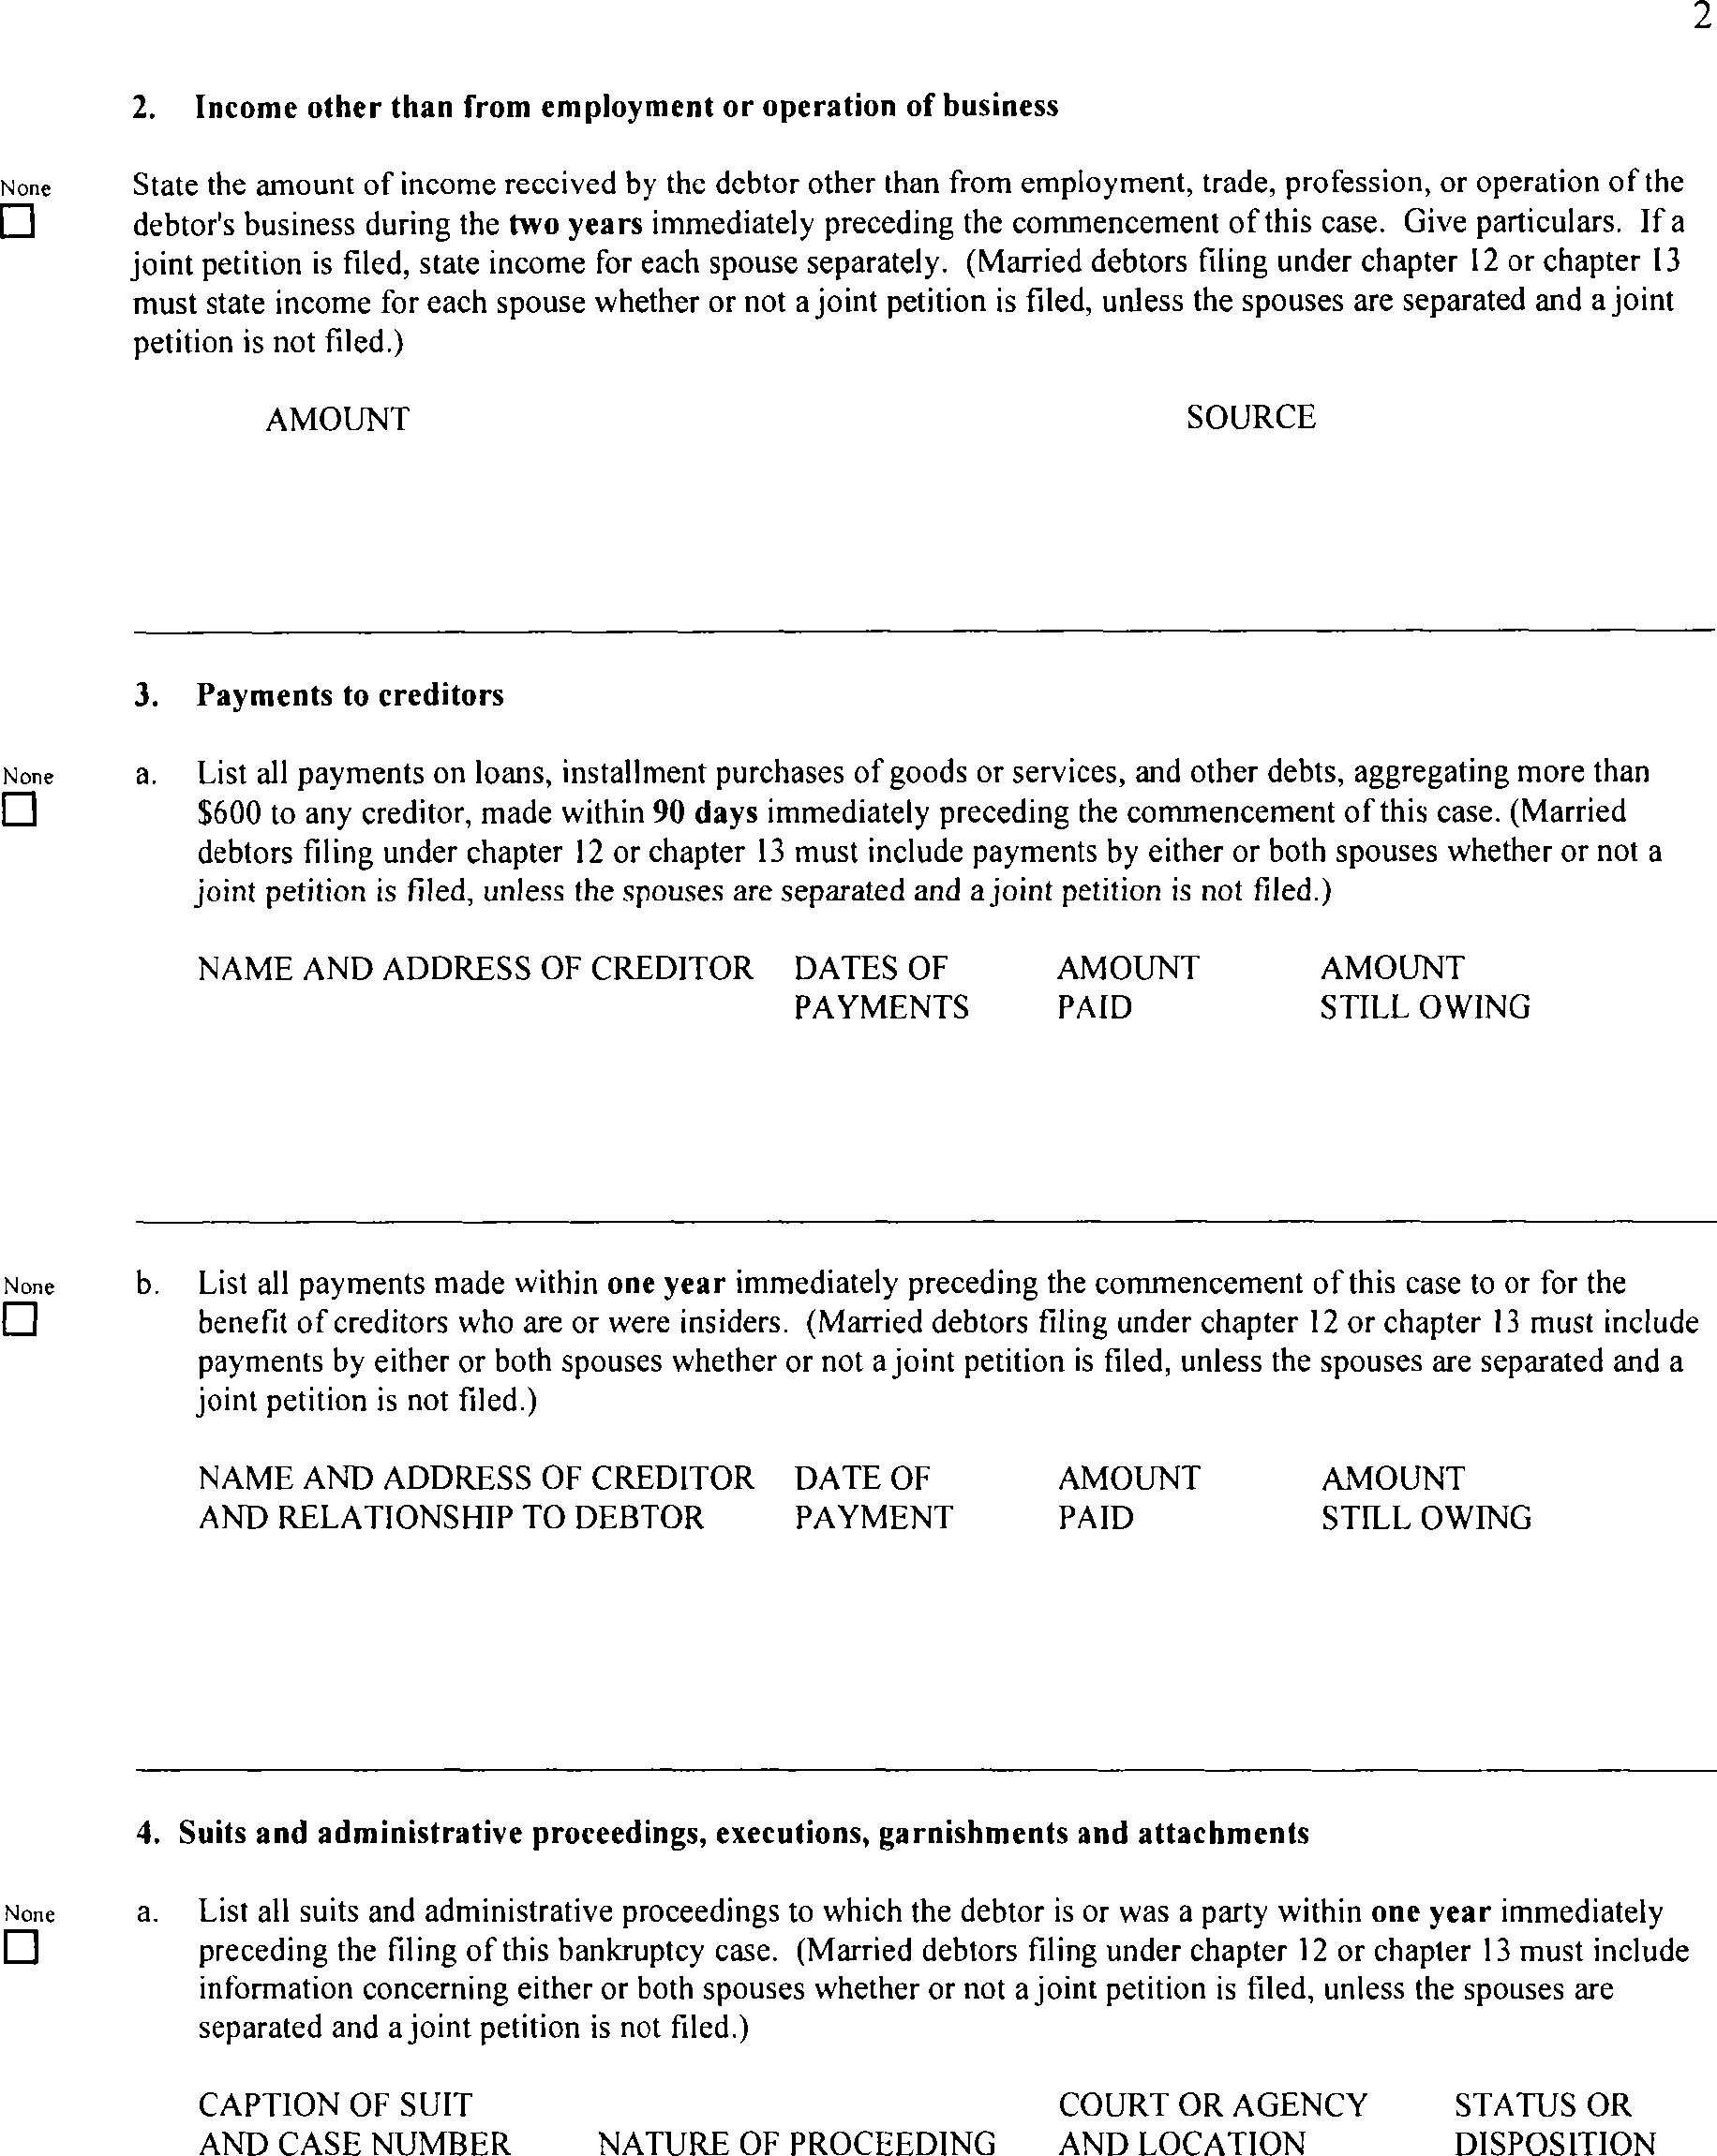 2
2. Income other than from employment or operation of business
None
State the amount of income received by the debtor other than from employment, trade, profession, or operation of the
debtor's business during the two years immediately preceding the commencement of this case. Give particulars. If a
joint petition is filed, state income for each spouse separately. (Married debtors filing under chapter 12 or chapter 13
must state income for each spouse whether or not a joint petition is filed, unless the spouses are separated and a joint
petition is not filed.)
AMOUNT SOURCE
3. Payments to creditors
None
a. List all payments on loans, installment purchases of goods or services, and other debts, aggregating more than
$600 to any creditor, made within 90 days immediately preceding the commencement of this case. (Married
debtors filing under chapter 12 or chapter 13 must include payments by either or both spouses whether or not a
joint petition is filed, unless the spouses are separated and a joint petition is not filed.)
NAME AND ADDRESS OF CREDITOR DATES OF AMOUNT AMOUNT
PAYMENTS PAID STILL OWING
None
b. List all payments made within one year immediately preceding the commencement of this case to or for the
benefit of creditors who are or were insiders. (Married debtors filing under chapter 12 or chapter 13 must include
payments by either or both spouses whether or not a joint petition is filed, unless the spouses are separated and a
joint petition is not filed.)
NAME AND ADDRESS OF CREDITOR DATE OF AMOUNT AMOUNT
AND RELATIONSHIP TO DEBTOR PAYMENT PAID STILL OWING
4. Suits and administrative proceedings, executions, garnishments and attachments
None
a. List all suits and administrative proceedings to which the debtor is or was a party within one year immediately
preceding the filing of this bankruptcy case. (Married debtors filing under chapter 12 or chapter 13 must include
information concerning either or both spouses whether or not a joint petition is filed, unless the spouses are
separated and a joint petition is not filed.)
CAPTION OF SUIT COURT OR AGENCY STATUS OR
AND CASE NUMBER NATURE OF PROCEEDING AND LOCATION DISPOSITION